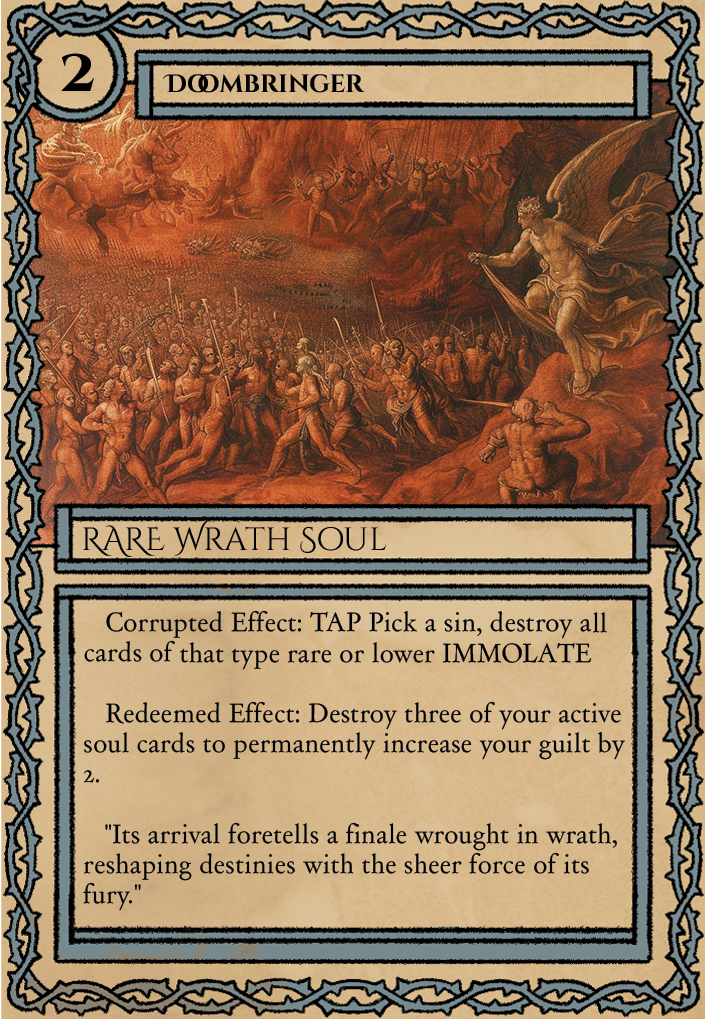 2
DOOMBRINGER
RARE WRATH SOUL
Corrupted Effect: TAP Pick a sin, destroy all
cards of that type rare or lower IMMOLATE
Redeemed Effect: Destroy three of your active
soul cards to permanently increase your guilt by
2.
"Its arrival foretells a finale wrought in wrath,
reshaping destinies with the sheer force of its
fury."